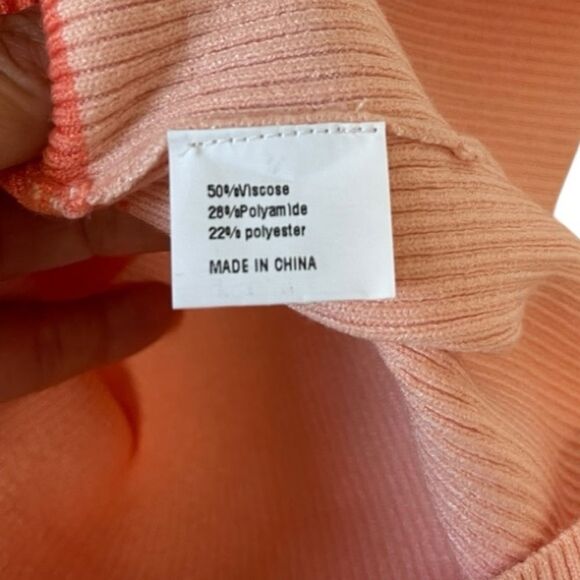 50%Viscose
28%Polyamide
22% polyester
MADE IN CHINA